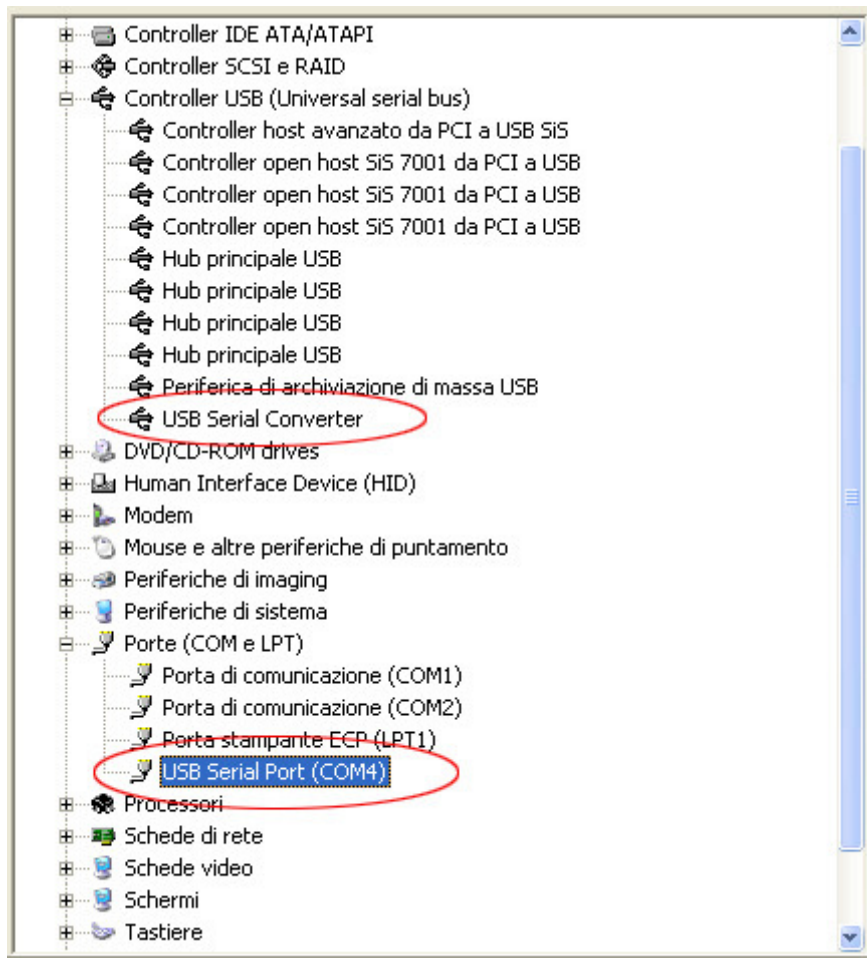 Controller IDE ATA/ATAPI
Controller SCSI e RAID
Controller USB (Universal serial bus)
Controller host avanzato da PCI a USB SiS
Controller open host SiS 7001 da PCI a USB
Controller open host SiS 7001 da PCI a USB
Controller open host SiS 7001 da PCI a USB
Hub principale USB
Hub principale USB
Hub principale USB
Hub principale USB
Periferica di archiviazione di massa USB
USB Serial Converter
DVD/CD-ROM drives
Human Interface Device (HID)
Modem
Mouse e altre periferiche di puntamento
Periferiche di imaging
Periferiche di sistema
Porte (COM e LPT)
Porta di comunicazione (COM1)
Porta di comunicazione (COM2)
Porta stampante ECP (LPT1)
USB Serial Port (COM4)
Processori
Schede di rete
Schede video
Schermi
Tastiere